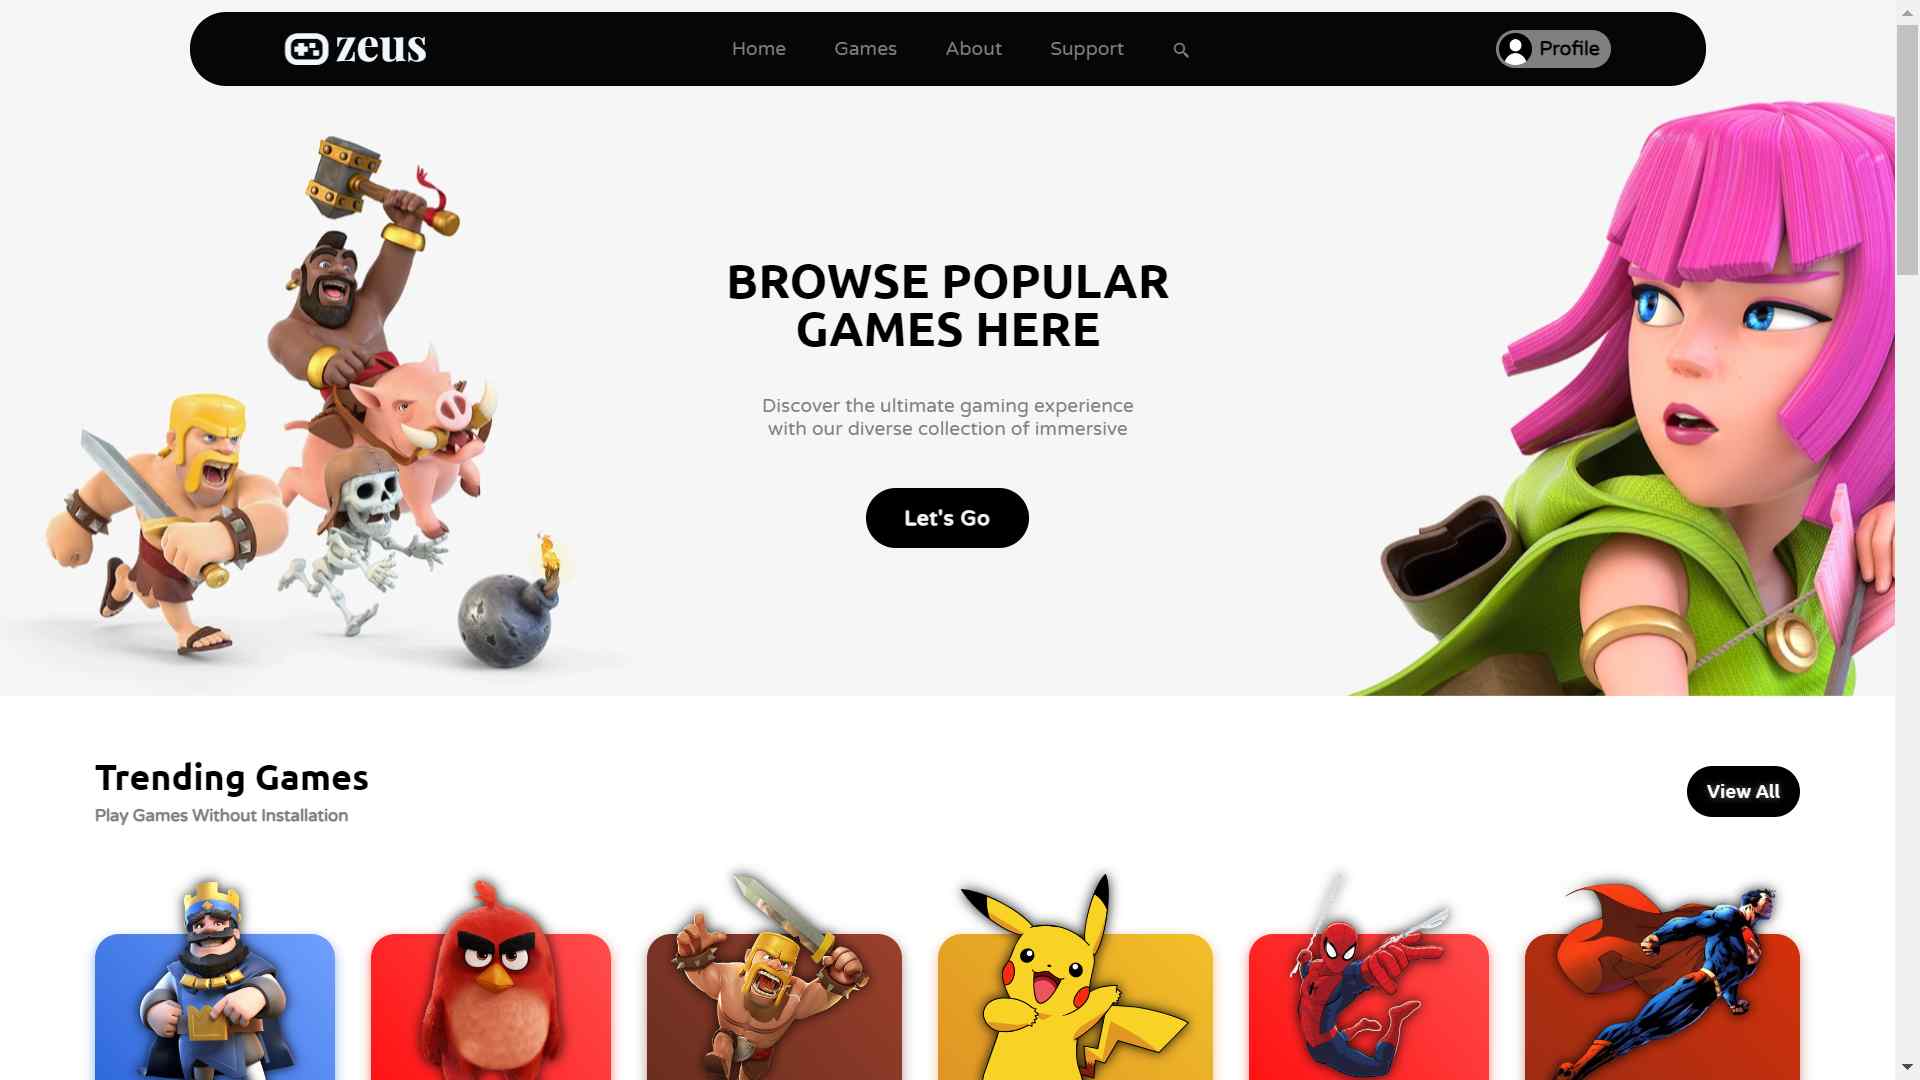 zeus
Home Games About Support
Profile
BROWSE POPULAR
GAMES HERE
Discover the ultimate gaming experience
with our diverse collection of immersive
Let's Go
Trending Games
Play Games Without Installation
View All